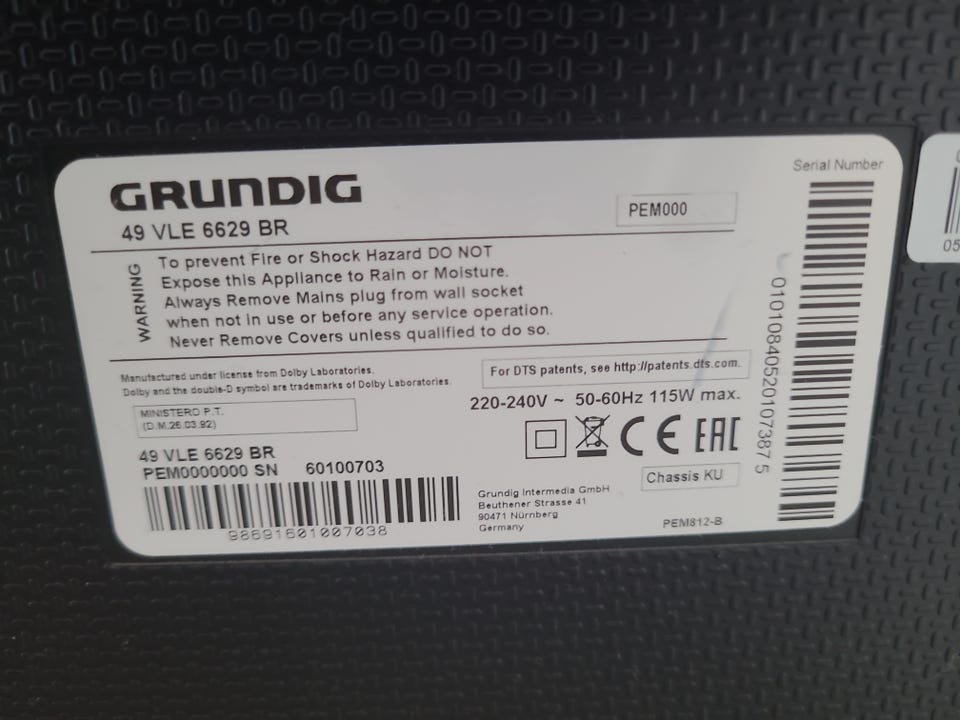 GRUNDIG
49 VLE 6629 BR
PEM000
Serial Number
WARNING
To prevent Fire or Shock Hazard DO NOT
Expose this Appliance to Rain or Moisture.
Always Remove Mains plug from wall socket
when not in use or before any service operation.
Never Remove Covers unless qualified to do so.
Manufactured under license from Dolby Laboratories.
Dolby and the double-D symbol are trademarks of Dolby Laboratories.
For DTS patents, see http://patents.dts.com.
MINISTERO P.T.
(D.M.26.03.92)
220-240V ~ 50-60Hz 115W max.
CE EAC
49 VLE 6629 BR
PEM0000000 SN 60100703
98691601007038
Chassis KU
Grundig Intermedia GmbH
Beuthener Strasse 41
90471 Nürnberg
Germany
PEM812-B
05